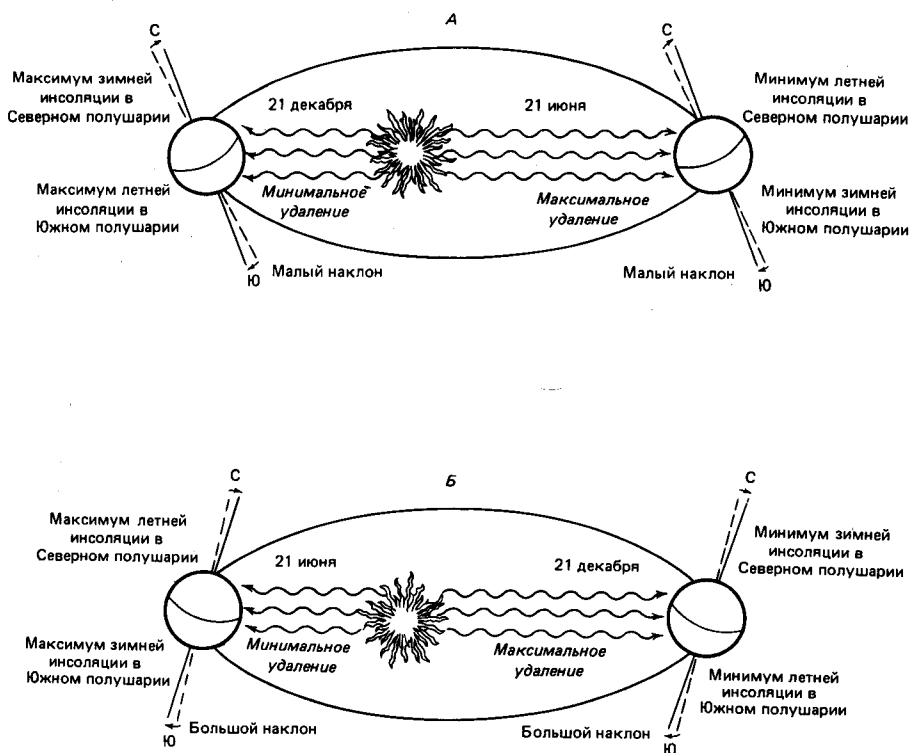 А
С
С
Максимум зимней
инсоляции в
Северном полушарии
21 декабря
21 июня
Минимум летней
инсоляции в
Северном полушарии
Максимум летней
инсоляции в
Южном полушарии
Минимальное
удаление
Максимальное
удаление
Минимум зимней
инсоляции в
Южном полушарии
Ю
Малый наклон
Малый наклон
Ю
Б
С
С
Максимум летней
инсоляции в
Северном полушарии
21 июня
21 декабря
Минимум зимней
инсоляции в
Северном полушарии
Максимум зимней
инсоляции в
Южном полушарии
Минимальное
удаление
Максимальное
удаление
Минимум летней
инсоляции в
Южном полушарии
Ю
Большой наклон
Большой наклон
Ю